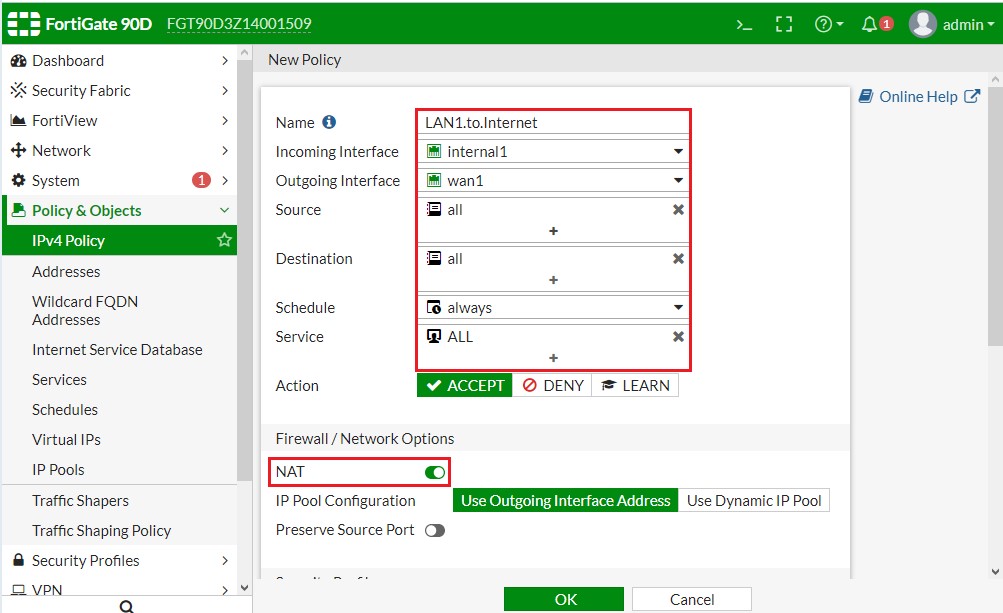 FortiGate 90D FGT90D3Z14001509 >_ 1 admin
Dashboard
Security Fabric
FortiView
Network
System 1
Policy & Objects
IPv4 Policy
Addresses
Wildcard FQDN
Addresses
Internet Service Database
Services
Schedules
Virtual IPs
IP Pools
Traffic Shapers
Traffic Shaping Policy
Security Profiles
VPN
New Policy
Online Help
Name LAN1.to.Internet
Incoming Interface internal1
Outgoing Interface wan1
Source all
+
Destination all
+
Schedule always
Service ALL
+
Action ACCEPT DENY LEARN
Firewall / Network Options
NAT
IP Pool Configuration Use Outgoing Interface Address Use Dynamic IP Pool
Preserve Source Port
OK Cancel